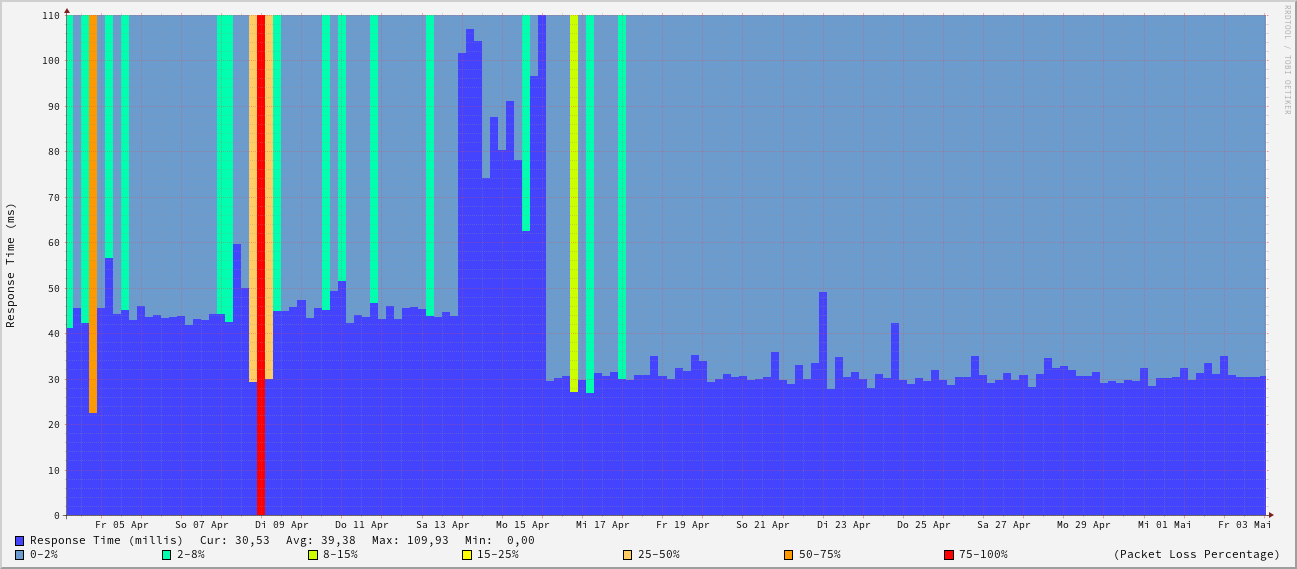 110
100
90
80
70
60
50
40
30
20
10
0
Response Time (ms)
RRDTOOL / TOBI OETIKER
Fr 05 Apr So 07 Apr Di 09 Apr Do 11 Apr Sa 13 Apr Mo 15 Apr Mi 17 Apr Fr 19 Apr So 21 Apr Di 23 Apr Do 25 Apr Sa 27 Apr Mo 29 Apr Mi 01 Mai Fr 03 Mai
Response Time (millis) Cur: 30,53 Avg: 39,38 Max: 109,93 Min: 0,00
0-2% 2-8% 8-15% 15-25% 25-50% 50-75% 75-100% (Packet Loss Percentage)